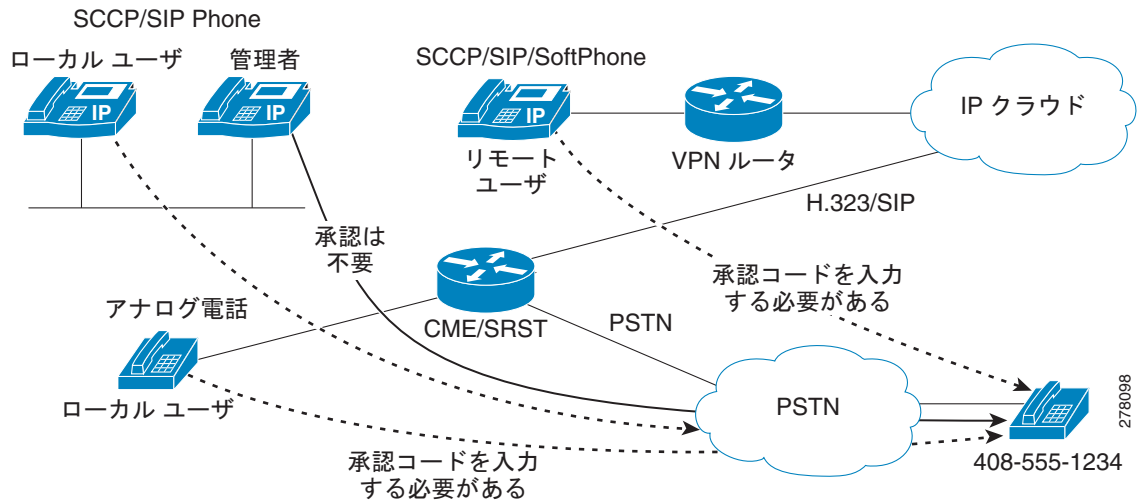 SCCP/SIP Phone
ローカル ユーザ
管理者
IP
IP
SCCP/SIP/SoftPhone
IP
リモート
ユーザ
VPN ルータ
IP クラウド
H.323/SIP
承認は
不要
承認コードを入力
する必要がある
アナログ電話
CME/SRST
PSTN
ローカル ユーザ
PSTN
承認コードを入力
する必要がある
408-555-1234
278098